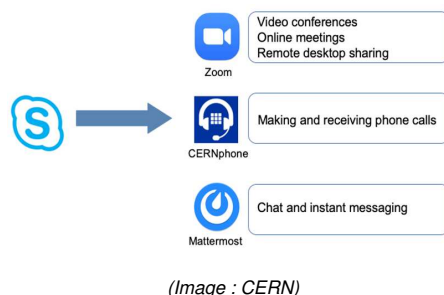 Video conferences
Online meetings
Remote desktop sharing
Zoom
S
Making and receiving phone calls
CERNphone
Chat and instant messaging
Mattermost
(Image : CERN)